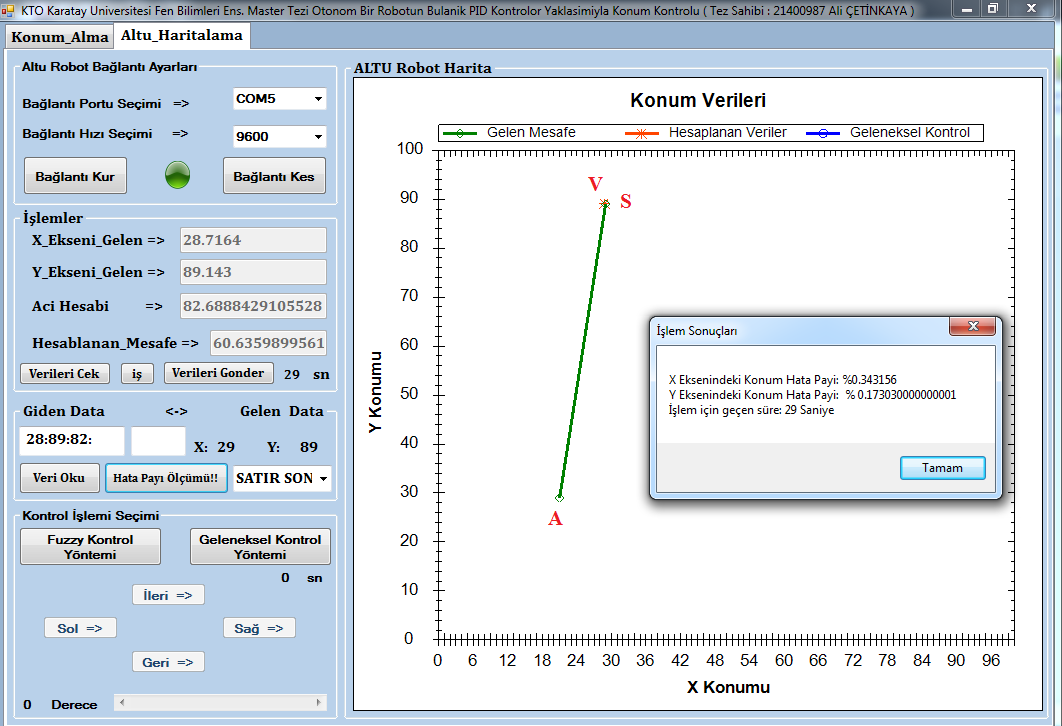 KTO Karatay Universitesi Fen Bilimleri Ens. Master Tezi Otonom Bir Robotun Bulanik PID Kontrolor Yaklasimiyla Konum Kontrolu ( Tez Sahibi : 21400987 Ali ÇETİNKAYA )
Konum_Alma
Altu_Haritalama
Altu Robot Bağlantı Ayarları
Bağlantı Portu Seçimi =>
COM5
Bağlantı Hızı Seçimi =>
9600
Bağlantı Kur
Bağlantı Kes
İşlemler
X_Ekseni_Gelen =>
28.7164
Y_Ekseni_Gelen =>
89.143
Aci Hesabi =>
82.6888429105528
Hesablanan_Mesafe =>
60.6359899561
Verileri Cek
iş
Verileri Gonder
29 sn
Giden Data <-> Gelen Data
28:89:82:
X: 29 Y: 89
Veri Oku
Hata Payı Ölçümü!!
SATIR SON
Kontrol İşlemi Seçimi
Fuzzy Kontrol
Yöntemi
Geleneksel Kontrol
Yöntemi
0 sn
İleri =>
Sol =>
Sağ =>
Geri =>
0 Derece
ALTU Robot Harita
Konum Verileri
Gelen Mesafe
Hesaplanan Veriler
Geleneksel Kontrol
100
90
80
70
60
50
40
30
20
10
0
Y Konumu
V
S
A
0 6 12 18 24 30 36 42 48 54 60 66 72 78 84 90 96
X Konumu
İşlem Sonuçları
X Eksenindeki Konum Hata Payi: %0.343156
Y Eksenindeki Konum Hata Payi: % 0.173030000000001
İşlem için geçen süre: 29 Saniye
Tamam